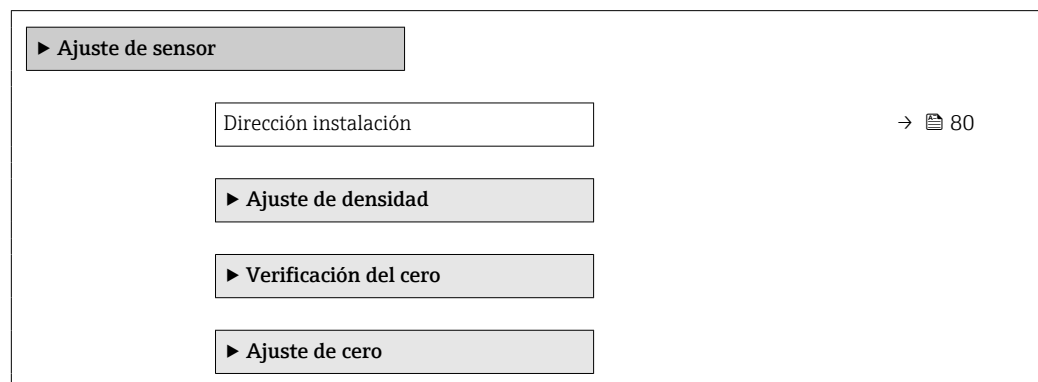 ▶ Ajuste de sensor
Dirección instalación → 80
▶ Ajuste de densidad
▶ Verificación del cero
▶ Ajuste de cero